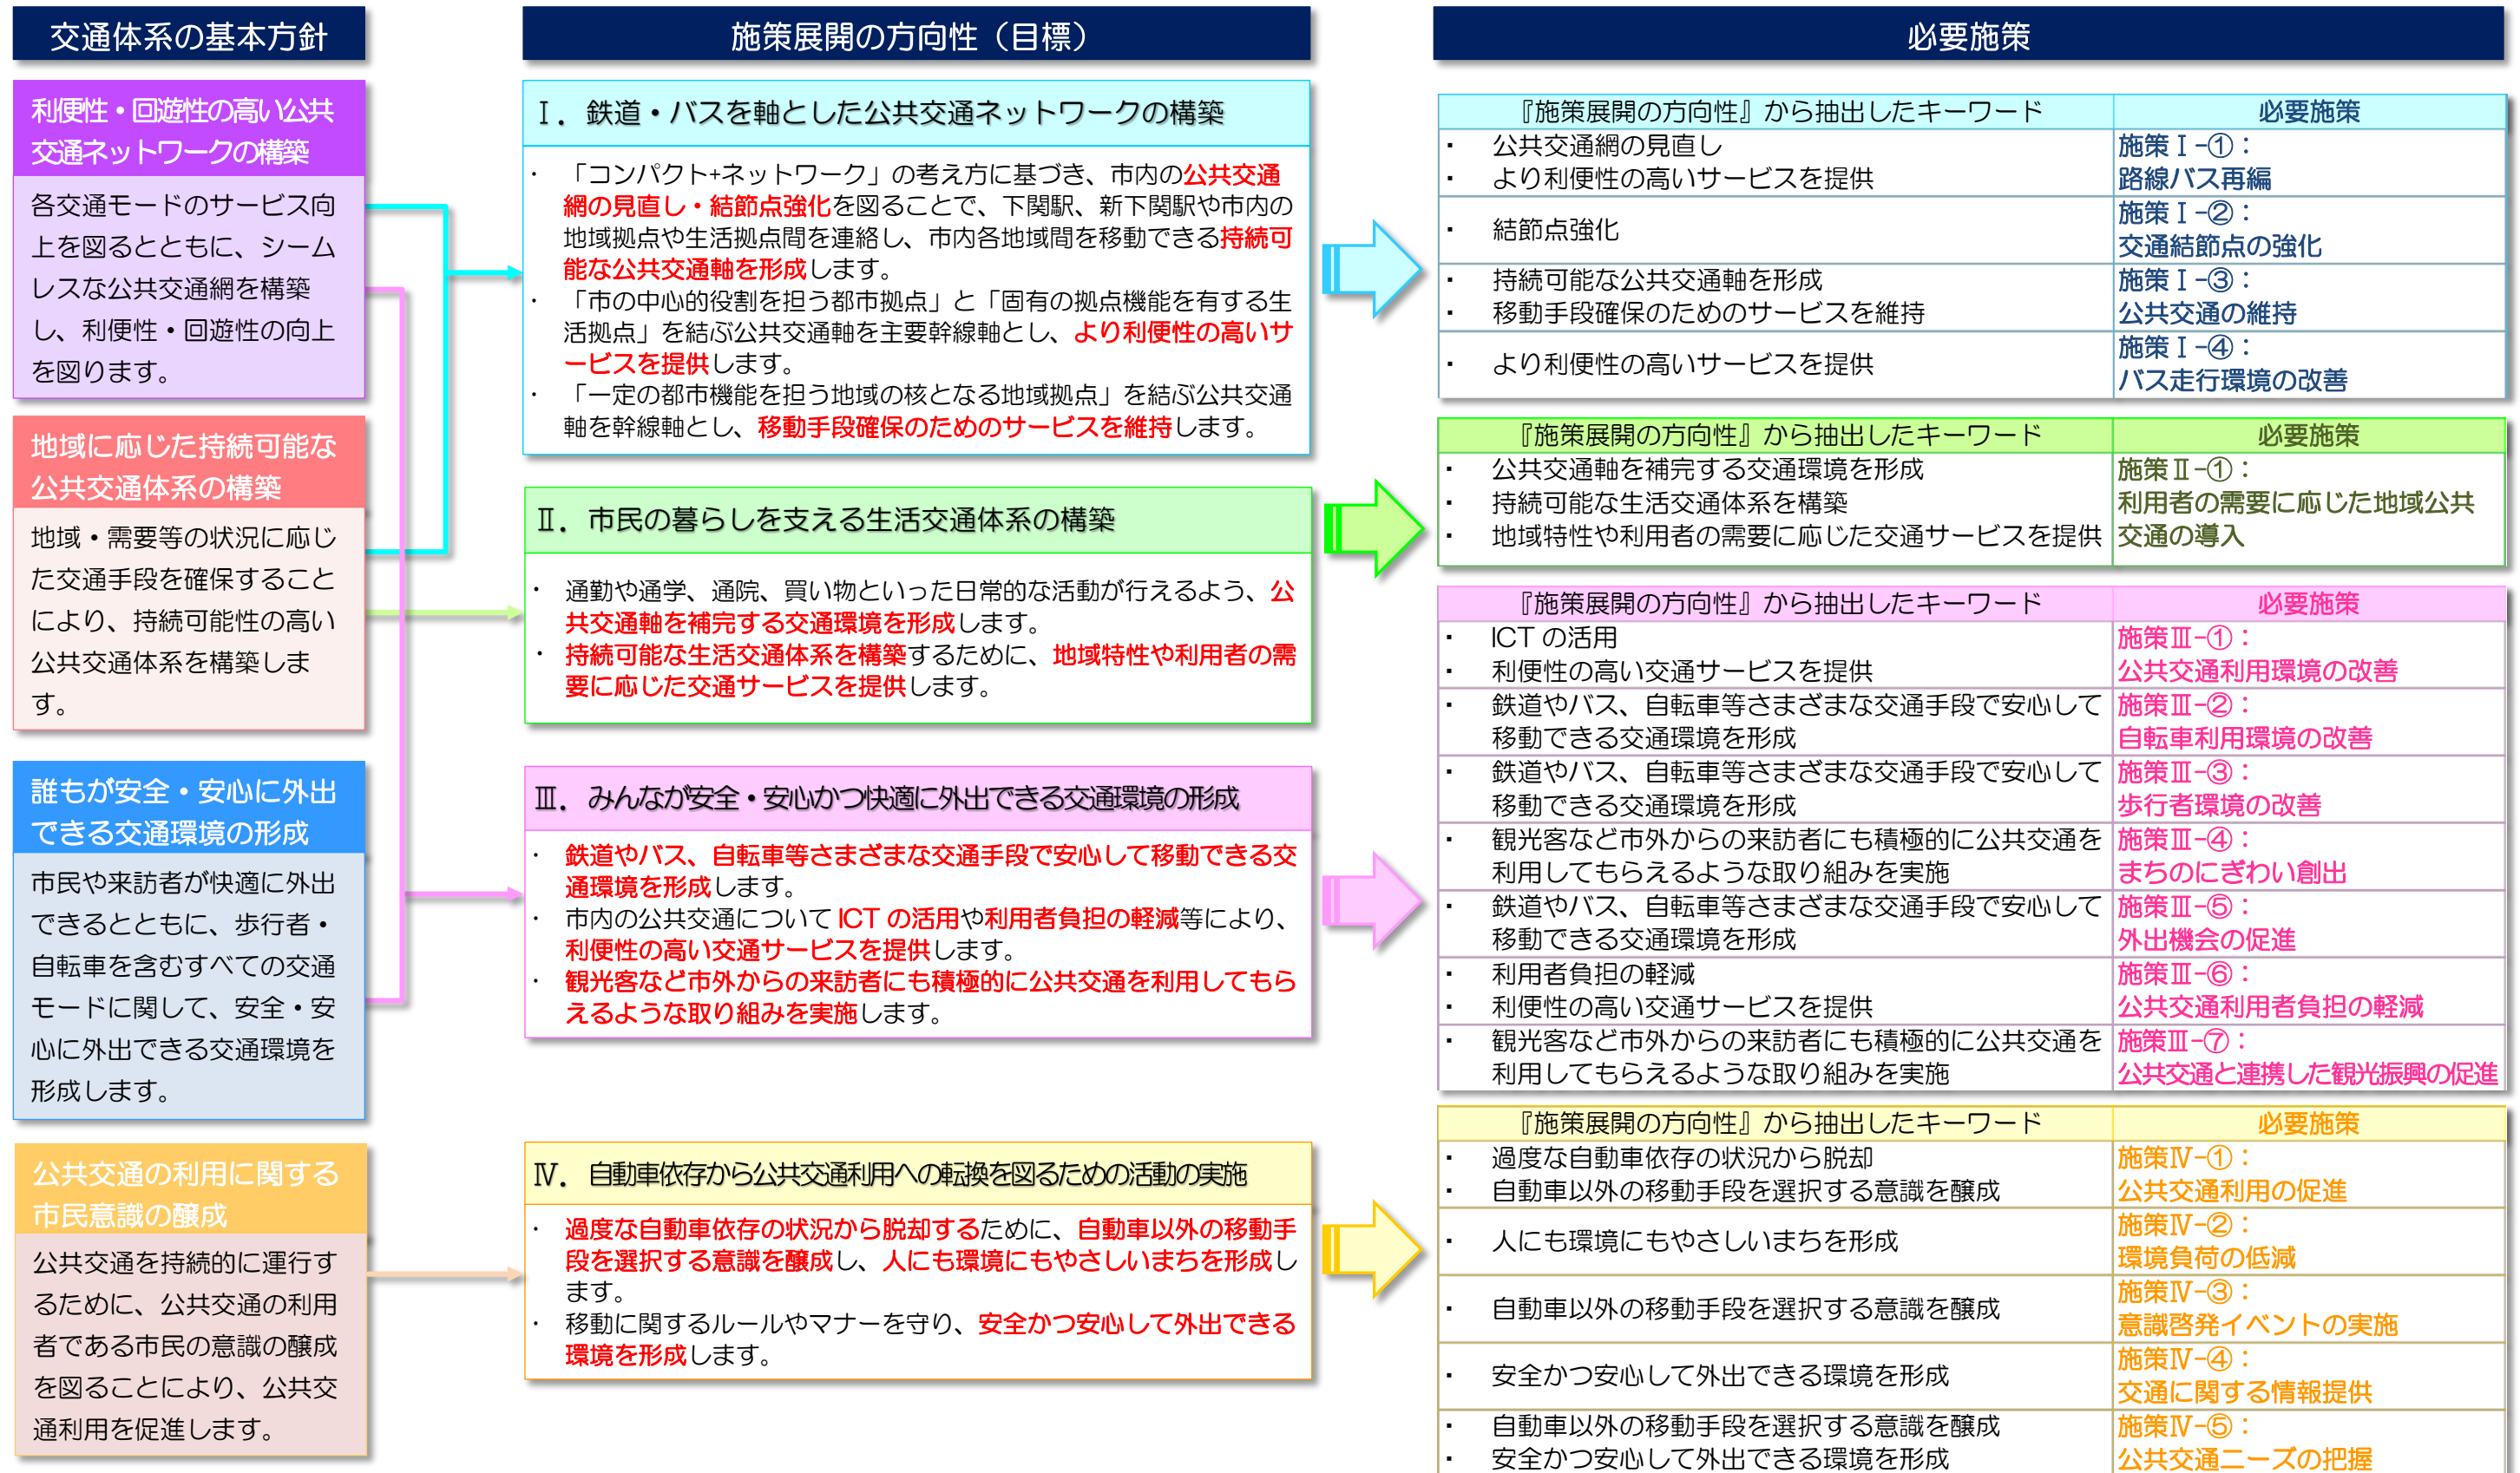 交通体系の基本方針
施策展開の方向性（目標）
必要施策
利便性・回遊性の高い公共
交通ネットワークの構築
各交通モードのサービス向
上を図るとともに、シーム
レスな公共交通網を構築
し、利便性・回遊性の向上
を図ります。
地域に応じた持続可能な
公共交通体系の構築
地域・需要等の状況に応じ
た交通手段を確保すること
により、持続可能性の高い
公共交通体系を構築しま
す。
誰もが安全・安心に外出
できる交通環境の形成
市民や来訪者が快適に外出
できるとともに、歩行者・
自転車を含むすべての交通
モードに関して、安全・安
心に外出できる交通環境を
形成します。
公共交通の利用に関する
市民意識の醸成
公共交通を持続的に運行す
るために、公共交通の利用
者である市民の意識の醸成
を図ることにより、公共交
通利用を促進します。
Ⅰ．鉄道・バスを軸とした公共交通ネットワークの構築
・「コンパクト+ネットワーク」の考え方に基づき、市内の公共交通
網の見直し・結節点強化を図ることで、下関駅、新下関駅や市内の
地域拠点や生活拠点間を連絡し、市内各地域間を移動できる持続可
能な公共交通軸を形成します。
・「市の中心的役割を担う都市拠点」と「固有の拠点機能を有する生
活拠点」を結ぶ公共交通軸を主要幹線軸とし、より利便性の高いサ
ービスを提供します。
・「一定の都市機能を担う地域の核となる地域拠点」を結ぶ公共交通
軸を幹線軸とし、移動手段確保のためのサービスを維持します。
Ⅱ．市民の暮らしを支える生活交通体系の構築
・ 通勤や通学、通院、買い物といった日常的な活動が行えるよう、公
共交通軸を補完する交通環境を形成します。
・ 持続可能な生活交通体系を構築するために、地域特性や利用者の需
要に応じた交通サービスを提供します。
Ⅲ．みんなが安全・安心かつ快適に外出できる交通環境の形成
・ 鉄道やバス、自転車等さまざまな交通手段で安心して移動できる交
通環境を形成します。
・ 市内の公共交通について ICT の活用や利用者負担の軽減等により、
利便性の高い交通サービスを提供します。
・ 観光客など市外からの来訪者にも積極的に公共交通を利用してもら
えるような取り組みを実施します。
Ⅳ．自動車依存から公共交通利用への転換を図るための活動の実施
・ 過度な自動車依存の状況から脱却するために、自動車以外の移動手
段を選択する意識を醸成し、人にも環境にもやさしいまちを形成し
ます。
・ 移動に関するルールやマナーを守り、安全かつ安心して外出できる
環境を形成します。
『施策展開の方向性』から抽出したキーワード
必要施策
・ 公共交通網の見直し
・ より利便性の高いサービスを提供
施策Ⅰ-①：
路線バス再編
・ 結節点強化
施策Ⅰ-②：
交通結節点の強化
・ 持続可能な公共交通軸を形成
・ 移動手段確保のためのサービスを維持
施策Ⅰ-③：
公共交通の維持
・ より利便性の高いサービスを提供
施策Ⅰ-④：
バス走行環境の改善
『施策展開の方向性』から抽出したキーワード
必要施策
・ 公共交通軸を補完する交通環境を形成
・ 持続可能な生活交通体系を構築
・ 地域特性や利用者の需要に応じた交通サービスを提供
施策Ⅱ-①：
利用者の需要に応じた地域公共
交通の導入
『施策展開の方向性』から抽出したキーワード
必要施策
・ ICT の活用
・ 利便性の高い交通サービスを提供
施策Ⅲ-①：
公共交通利用環境の改善
・ 鉄道やバス、自転車等さまざまな交通手段で安心して
移動できる交通環境を形成
施策Ⅲ-②：
自転車利用環境の改善
・ 鉄道やバス、自転車等さまざまな交通手段で安心して
移動できる交通環境を形成
施策Ⅲ-③：
歩行者環境の改善
・ 観光客など市外からの来訪者にも積極的に公共交通を
利用してもらえるような取り組みを実施
施策Ⅲ-④：
まちのにぎわい創出
・ 鉄道やバス、自転車等さまざまな交通手段で安心して
移動できる交通環境を形成
施策Ⅲ-⑤：
外出機会の促進
・ 利用者負担の軽減
・ 利便性の高い交通サービスを提供
施策Ⅲ-⑥：
公共交通利用者負担の軽減
・ 観光客など市外からの来訪者にも積極的に公共交通を
利用してもらえるような取り組みを実施
施策Ⅲ-⑦：
公共交通と連携した観光振興の促進
『施策展開の方向性』から抽出したキーワード
必要施策
・ 過度な自動車依存の状況から脱却
・ 自動車以外の移動手段を選択する意識を醸成
施策Ⅳ-①：
公共交通利用の促進
・ 人にも環境にもやさしいまちを形成
施策Ⅳ-②：
環境負荷の低減
・ 自動車以外の移動手段を選択する意識を醸成
施策Ⅳ-③：
意識啓発イベントの実施
・ 安全かつ安心して外出できる環境を形成
施策Ⅳ-④：
交通に関する情報提供
・ 自動車以外の移動手段を選択する意識を醸成
・ 安全かつ安心して外出できる環境を形成
施策Ⅳ-⑤：
公共交通ニーズの把握